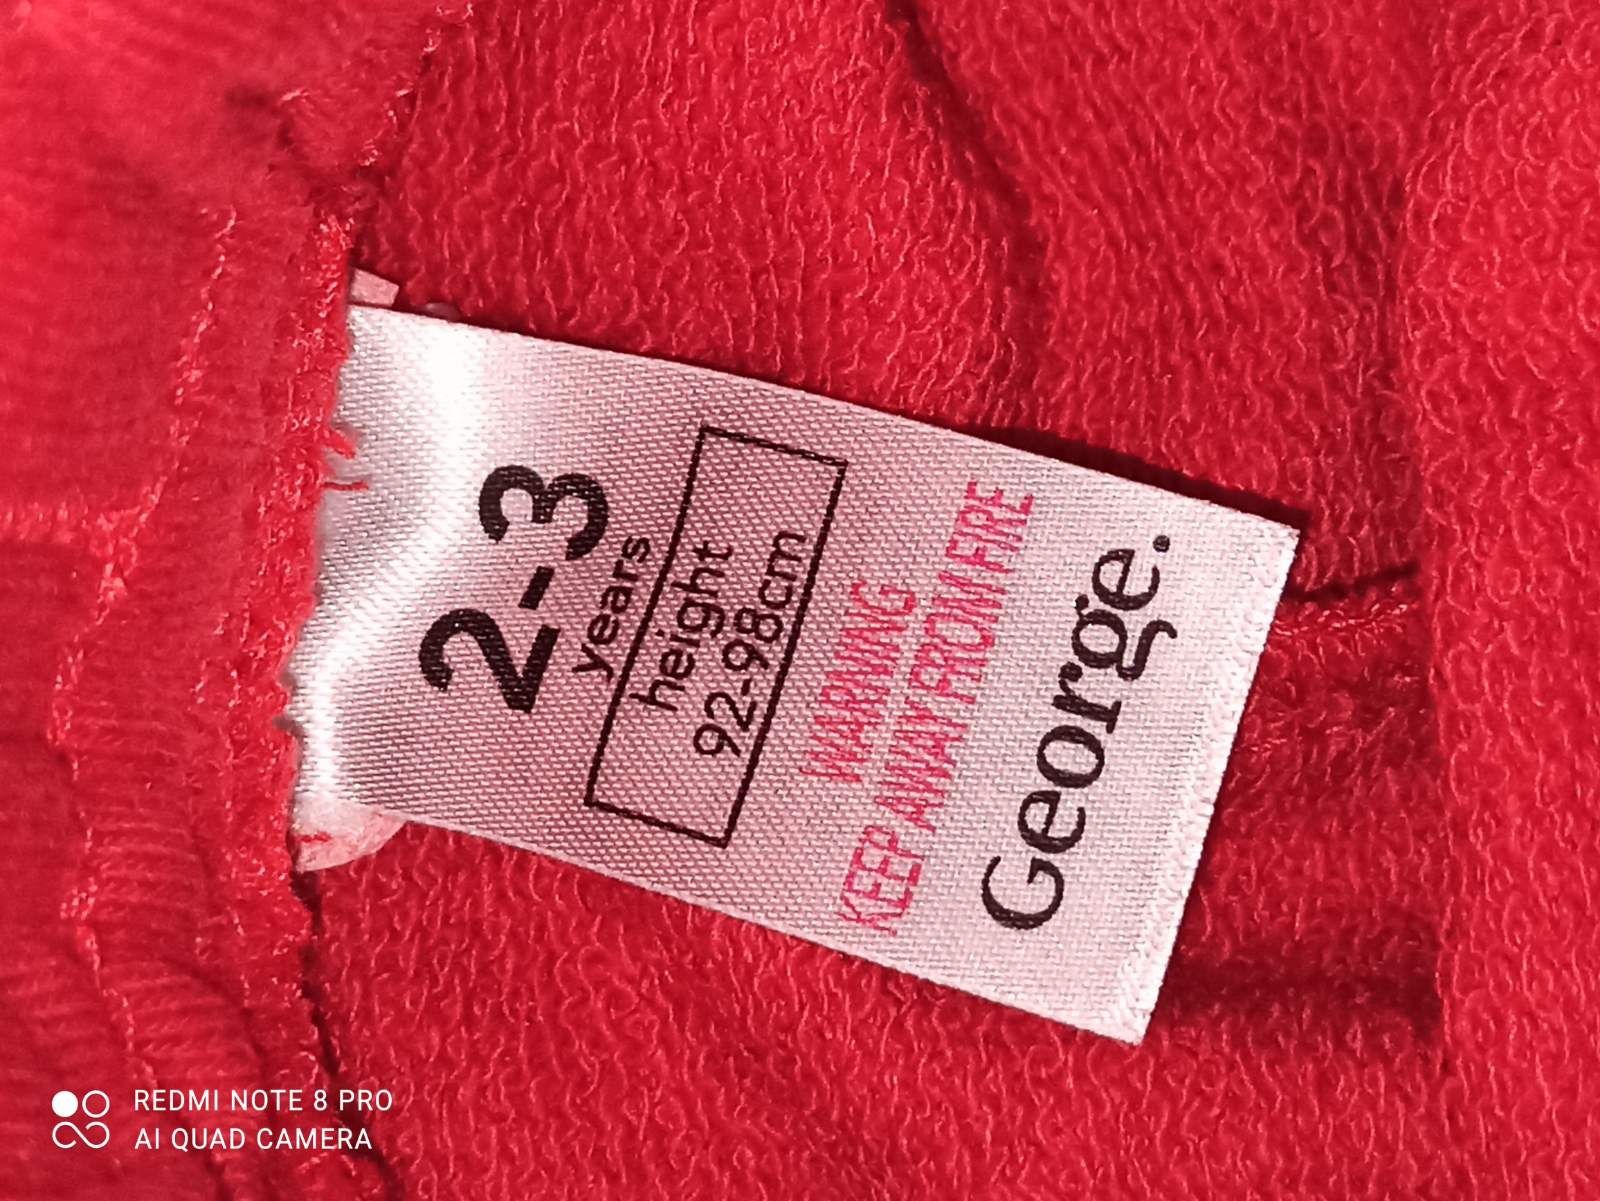 2-3
years
height
92-98cm
WARNING
KEEP AWAY FROM FIRE
George.
REDMI NOTE 8 PRO
AI QUAD CAMERA